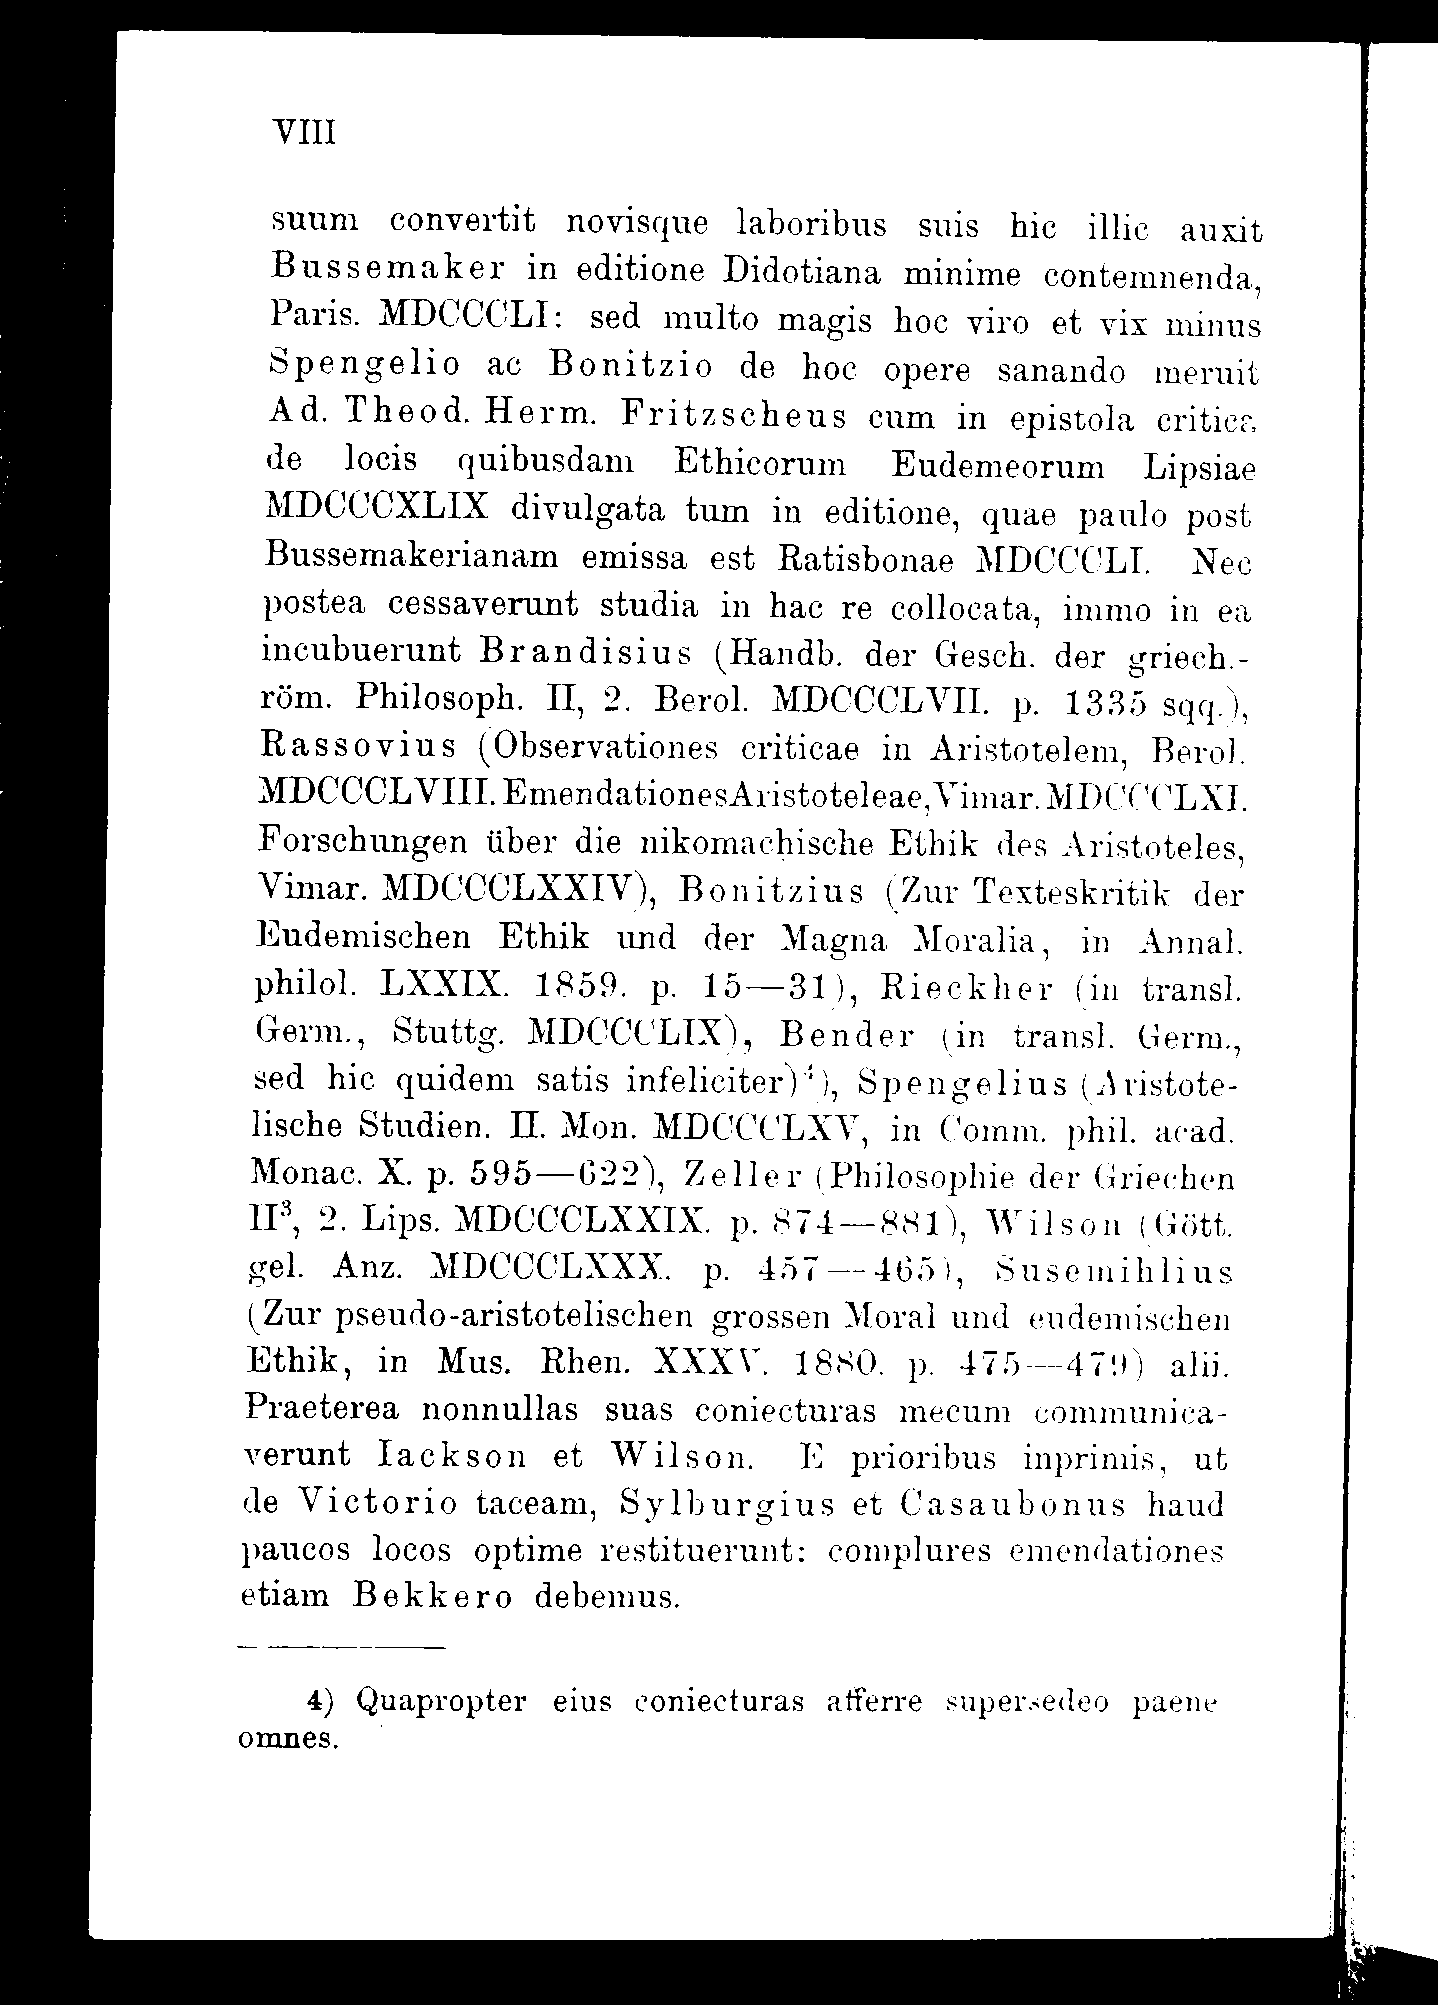 VIII
suum convertit novisque laboribus suis hic illic auxit
Bussemaker in editione Didotiana minime contemnenda,
Paris. MDCCCLI: sed multo magis hoc viro et vix minus
Spengelio ac Bonitzio de hoc opere sanando meruit
Ad. Theod. Herm. Fritzscheus cum in epistola critica
de locis quibusdam Ethicorum Eudemeorum Lipsiae
MDCCCXLIX divulgata tum in editione, quae paulo post
Bussemakerianam emissa est Ratisbonae MDCCCLI. Nec
postea cessaverunt studia in hac re collocata, immo in ea
incubuerunt Brandisius (Handb. der Gesch. der griech.-
röm. Philosoph. II, 2. Berol. MDCCCLVII. p. 1335 sqq.),
Rassovius (Observationes criticae in Aristotelem, Berol.
MDCCCLVIII. Emendationes Aristoteleae, Vimar. MDCCCLXI.
Forschungen über die nikomachische Ethik des Aristoteles,
Vimar. MDCCCLXXIV), Bonitzius (Zur Texteskritik der
Eudemischen Ethik und der Magna Moralia, in Annal.
philol. LXXIX. 1859. p. 15—31), Rieckher (in transl.
Germ., Stuttg. MDCCCLIX), Bender (in transl. Germ.,
sed hic quidem satis infeliciter)⁴), Spengelius (Aristote-
lische Studien. II. Mon. MDCCCLXV, in Comm. phil. acad.
Monac. X. p. 595—622), Zeller (Philosophie der Griechen
II³, 2. Lips. MDCCCLXXIX. p. 874—881), Wilson (Gött.
gel. Anz. MDCCCLXXX. p. 457—465), Susemihlius
(Zur pseudo-aristotelischen grossen Moral und eudemischen
Ethik, in Mus. Rhen. XXXV. 1880. p. 475—479) alii.
Praeterea nonnullas suas coniecturas mecum communica-
verunt Iackson et Wilson. E prioribus inprimis, ut
de Victorio taceam, Sylburgius et Casaubonus haud
paucos locos optime restituerunt: complures emendationes
etiam Bekkero debemus.
4) Quapropter eius coniecturas afferre supersedeo paene
omnes.